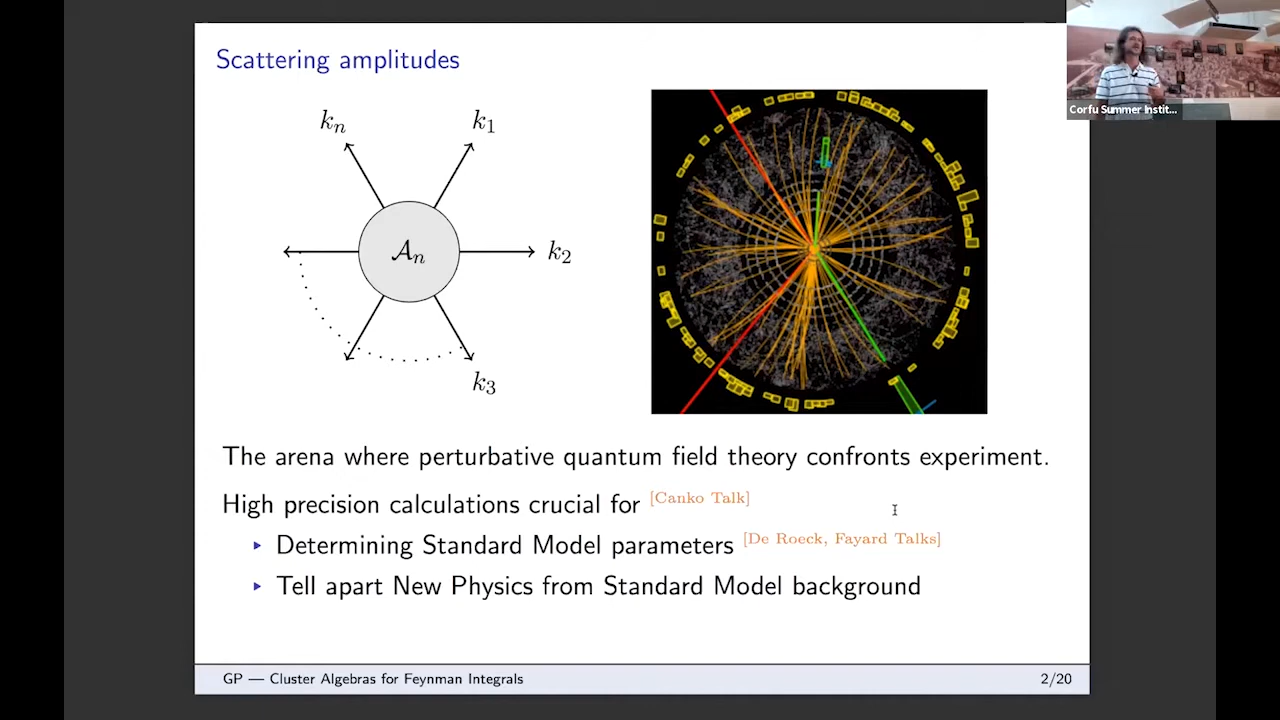 Scattering amplitudes
k_n
k_1
A_n
k_2
k_3
Corfu Summer Instit...
The arena where perturbative quantum field theory confronts experiment.
High precision calculations crucial for [Canko Talk]
‣ Determining Standard Model parameters [De Roeck, Fayard Talks]
‣ Tell apart New Physics from Standard Model background
GP — Cluster Algebras for Feynman Integrals 2/20